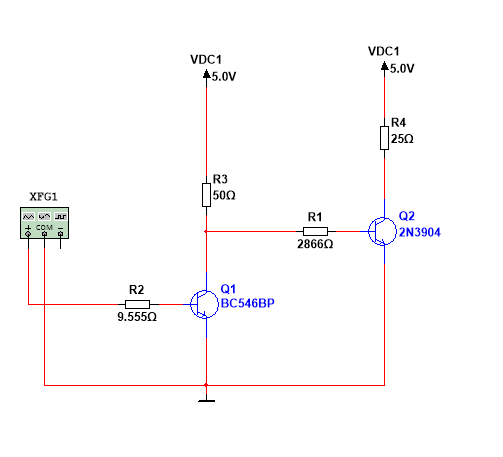 VDC1
5.0V
VDC1
5.0V
R4
25Ω
R3
50Ω
XFG1
COM
R1
2866Ω
Q2
2N3904
R2
9.555Ω
Q1
BC546BP